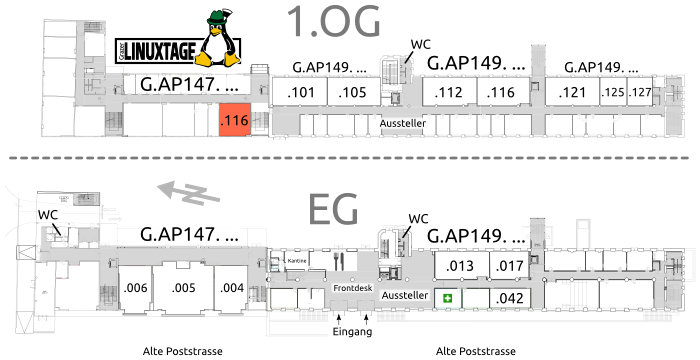 1.OG
Grazer
LINUXTAGE
WC
G.AP147. ...
G.AP149. ...
G.AP149. ...
G.AP149. ...
.101
.105
.112
.116
.121
.125
.127
.116
Aussteller
EG
WC
G.AP147. ...
WC
G.AP149. ...
Kantine
.013
.017
.006
.005
.004
Frontdesk
Aussteller
.042
Eingang
Alte Poststrasse
Alte Poststrasse